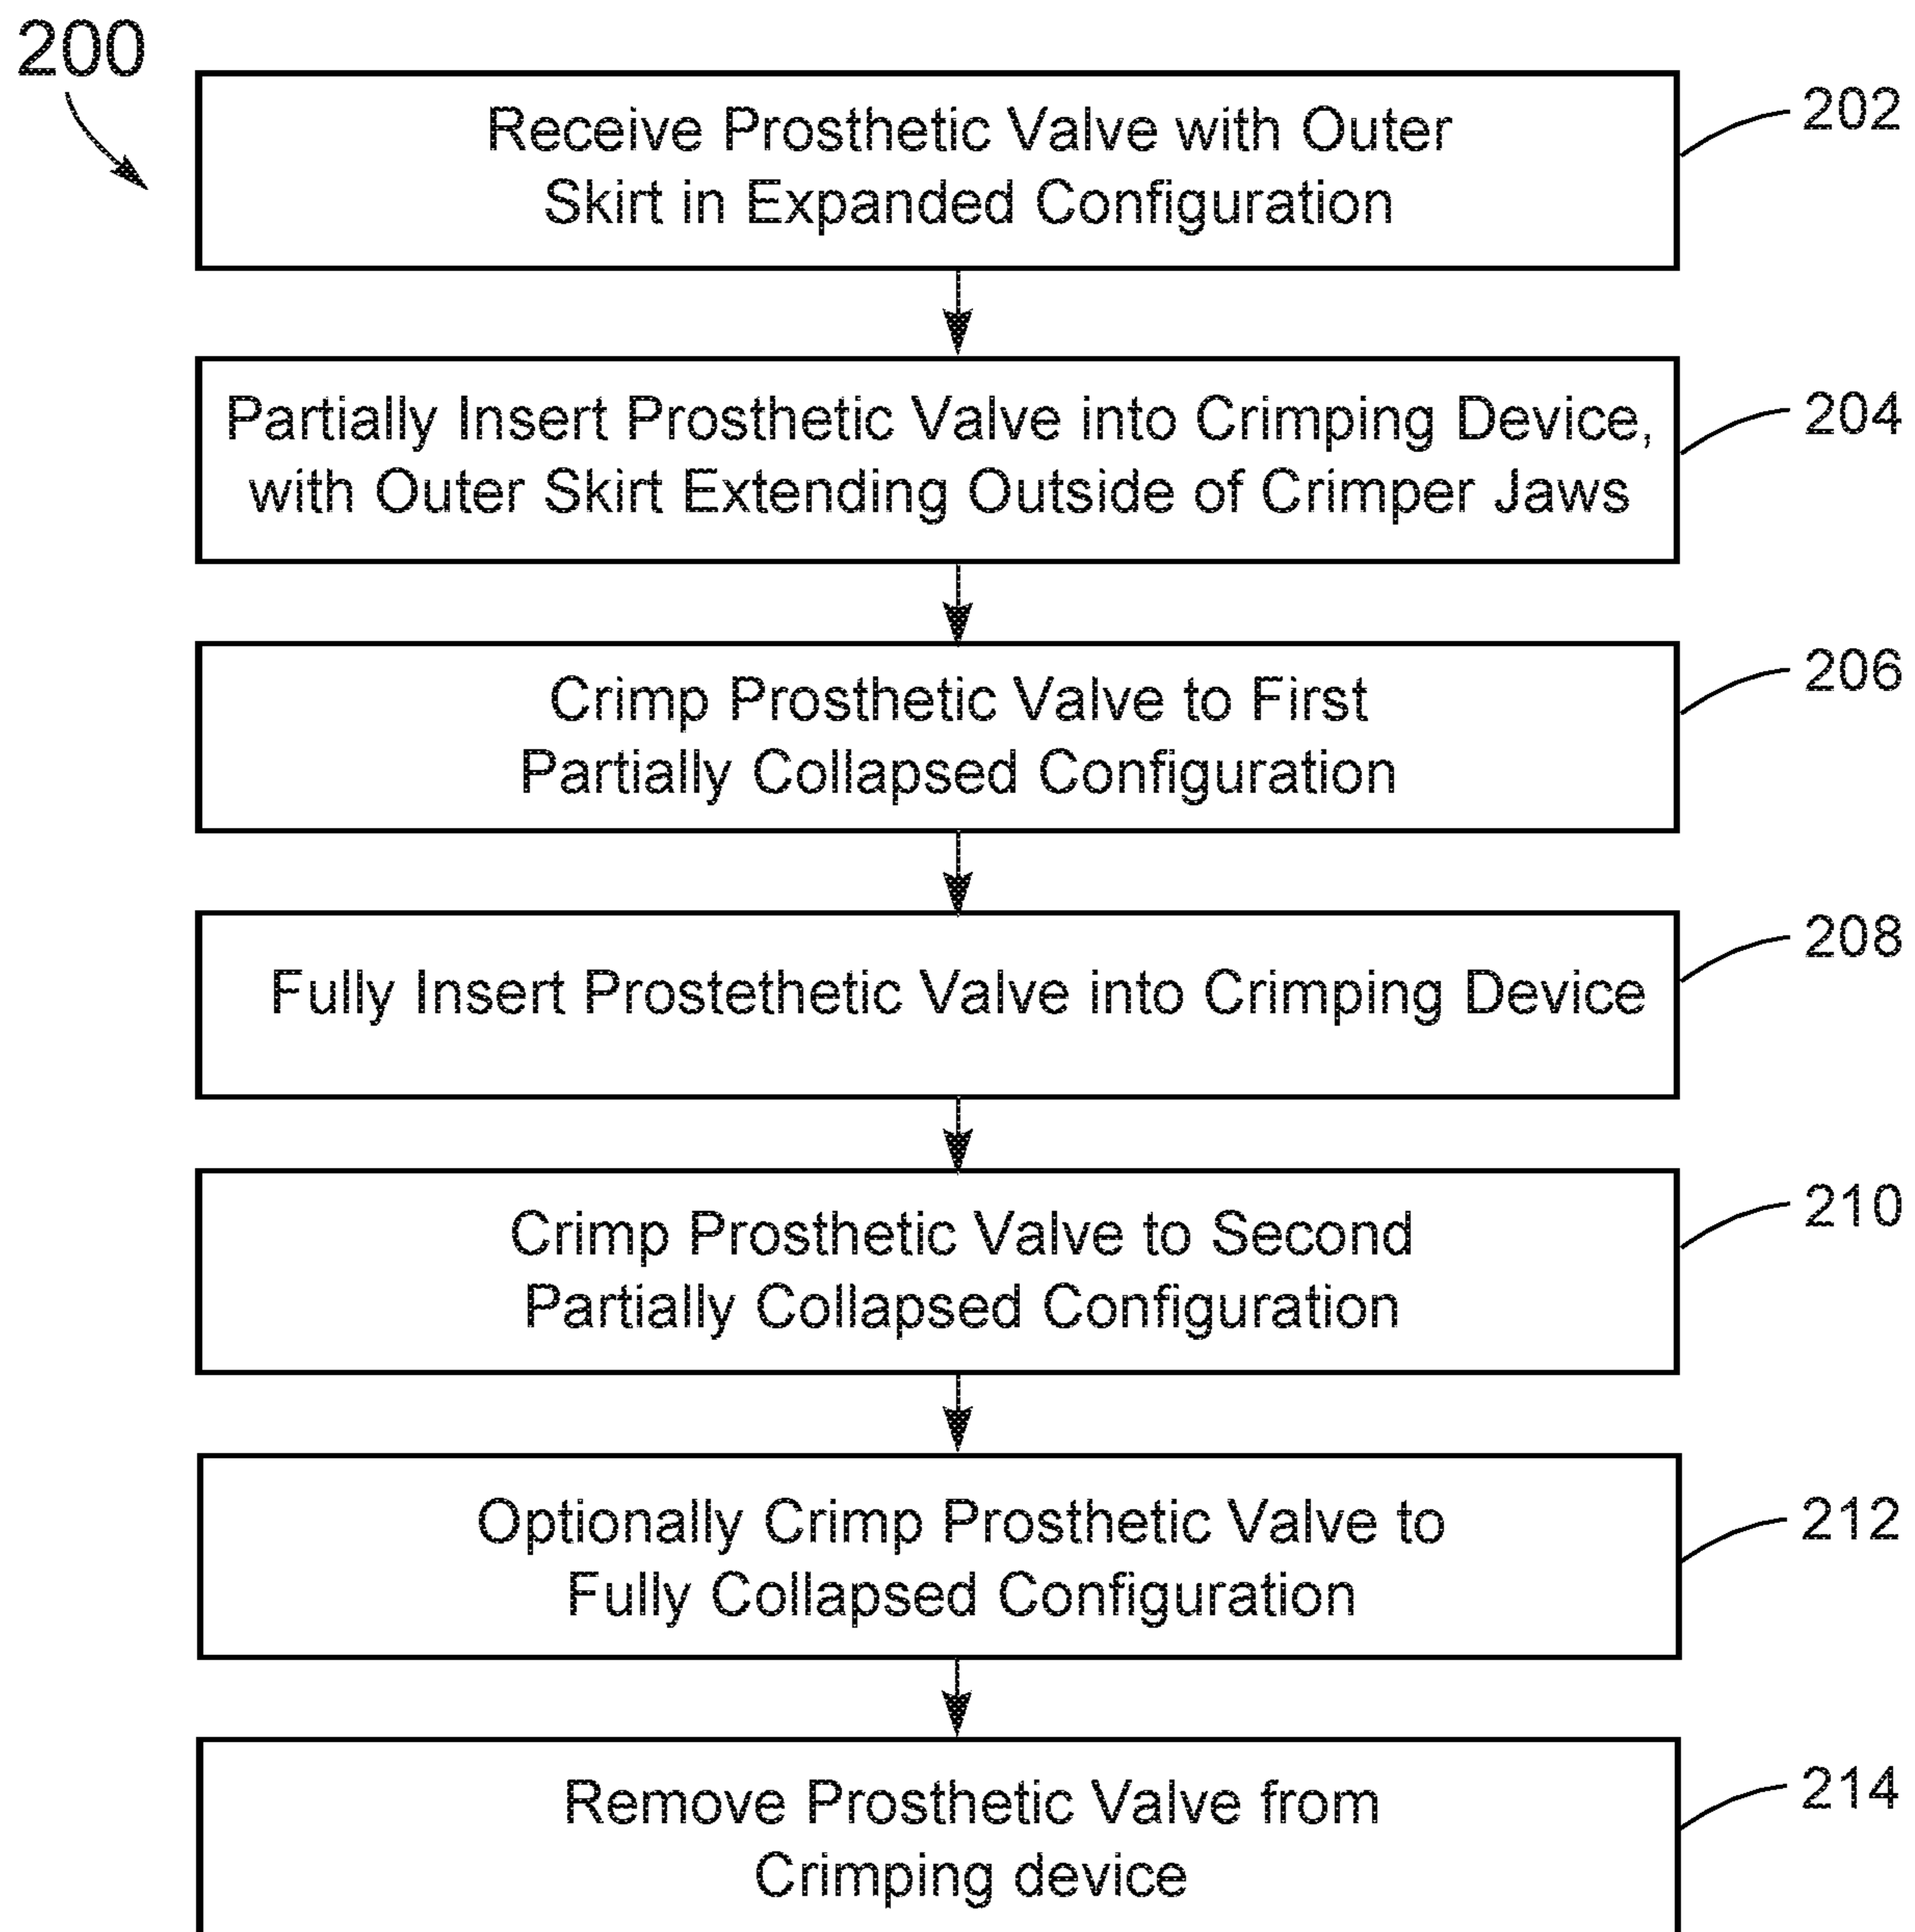 200
Receive Prosthetic Valve with Outer
Skirt in Expanded Configuration
202
Partially Insert Prosthetic Valve into Crimping Device,
with Outer Skirt Extending Outside of Crimper Jaws
204
Crimp Prosthetic Valve to First
Partially Collapsed Configuration
206
Fully Insert Prostethetic Valve into Crimping Device
208
Crimp Prosthetic Valve to Second
Partially Collapsed Configuration
210
Optionally Crimp Prosthetic Valve to
Fully Collapsed Configuration
212
Remove Prosthetic Valve from
Crimping device
214